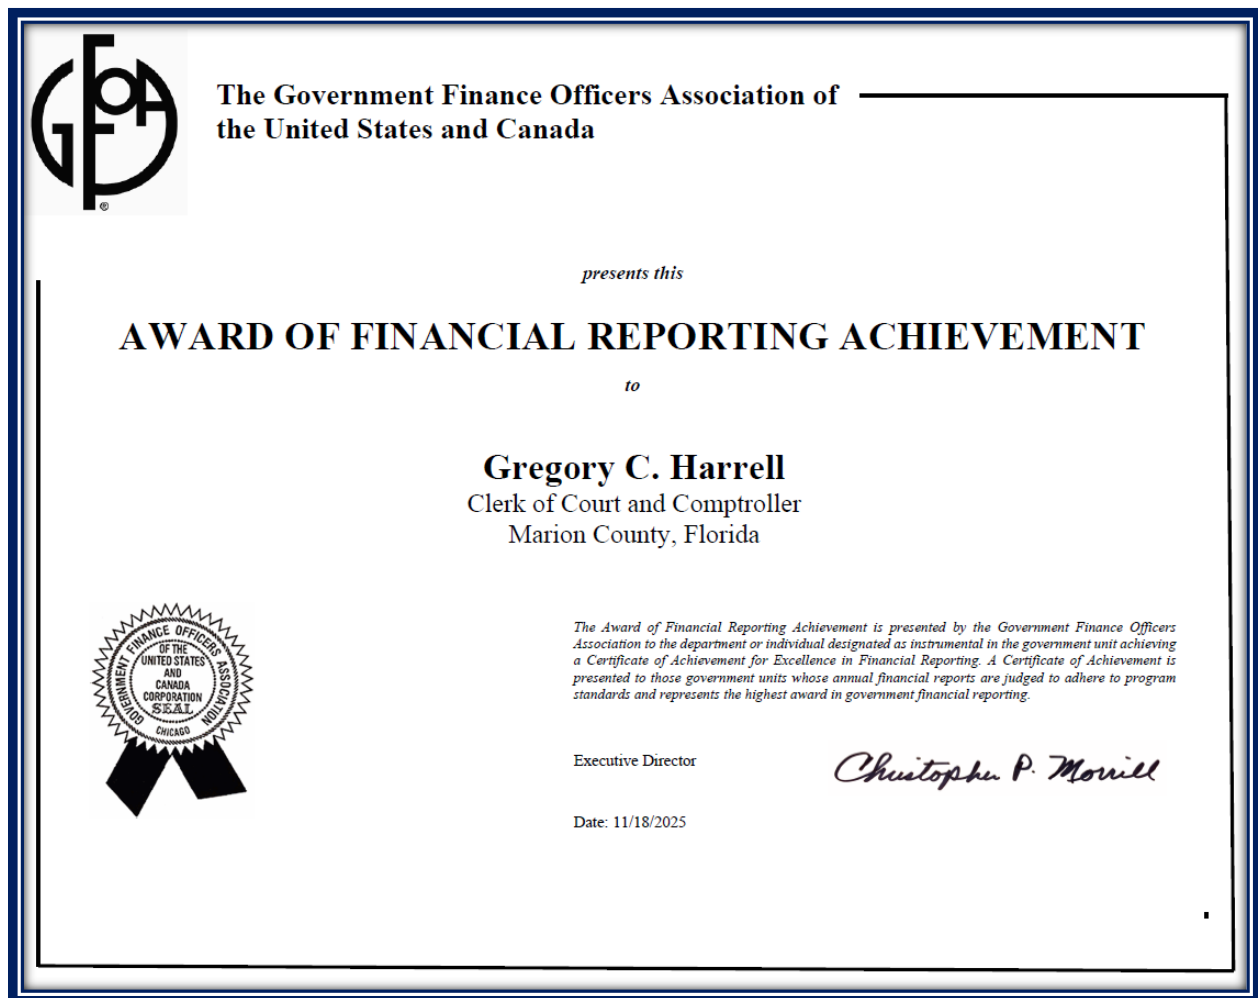 GFOA
®
The Government Finance Officers Association of
the United States and Canada
presents this
AWARD OF FINANCIAL REPORTING ACHIEVEMENT
to
Gregory C. Harrell
Clerk of Court and Comptroller
Marion County, Florida
The Award of Financial Reporting Achievement is presented by the Government Finance Officers
Association to the department or individual designated as instrumental in the government unit achieving
a Certificate of Achievement for Excellence in Financial Reporting. A Certificate of Achievement is
presented to those government units whose annual financial reports are judged to adhere to program
standards and represents the highest award in government financial reporting.
GOVERNMENT FINANCE OFFICERS ASSOCIATION
OF THE
UNITED STATES
AND
CANADA
CORPORATION
SEAL
CHICAGO
Executive Director
Christopher P. Morrill
Date: 11/18/2025